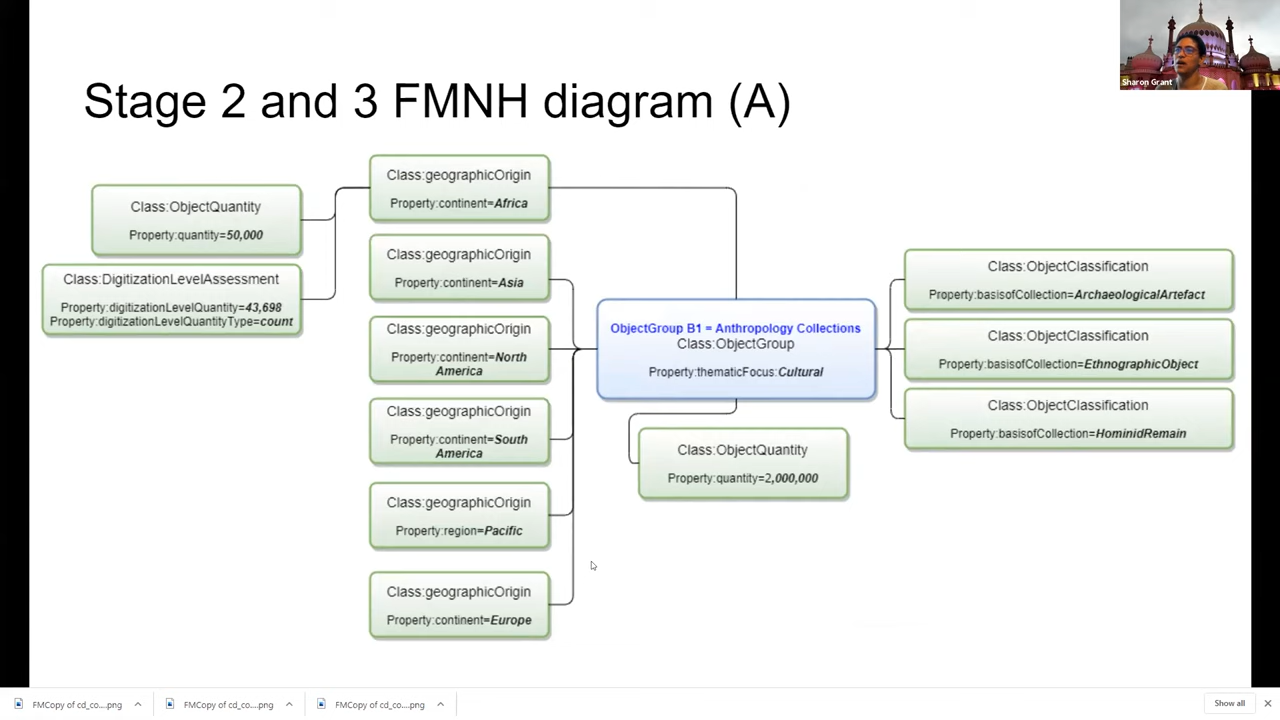 Sharon Grant
Stage 2 and 3 FMNH diagram (A)
Class:ObjectQuantity
Property:quantity=50,000
Class:DigitizationLevelAssessment
Property:digitizationLevelQuantity=43,698
Property:digitizationLevelQuantityType=count
Class:geographicOrigin
Property:continent=Africa
Class:geographicOrigin
Property:continent=Asia
Class:geographicOrigin
Property:continent=North
America
Class:geographicOrigin
Property:continent=South
America
Class:geographicOrigin
Property:region=Pacific
Class:geographicOrigin
Property:continent=Europe
ObjectGroup B1 = Anthropology Collections
Class:ObjectGroup
Property:thematicFocus:Cultural
Class:ObjectQuantity
Property:quantity=2,000,000
Class:ObjectClassification
Property:basisofCollection=ArchaeologicalArtefact
Class:ObjectClassification
Property:basisofCollection=EthnographicObject
Class:ObjectClassification
Property:basisofCollection=HominidRemain
FMCopy of cd_co....png
FMCopy of cd_co....png
FMCopy of cd_co....png
Show all